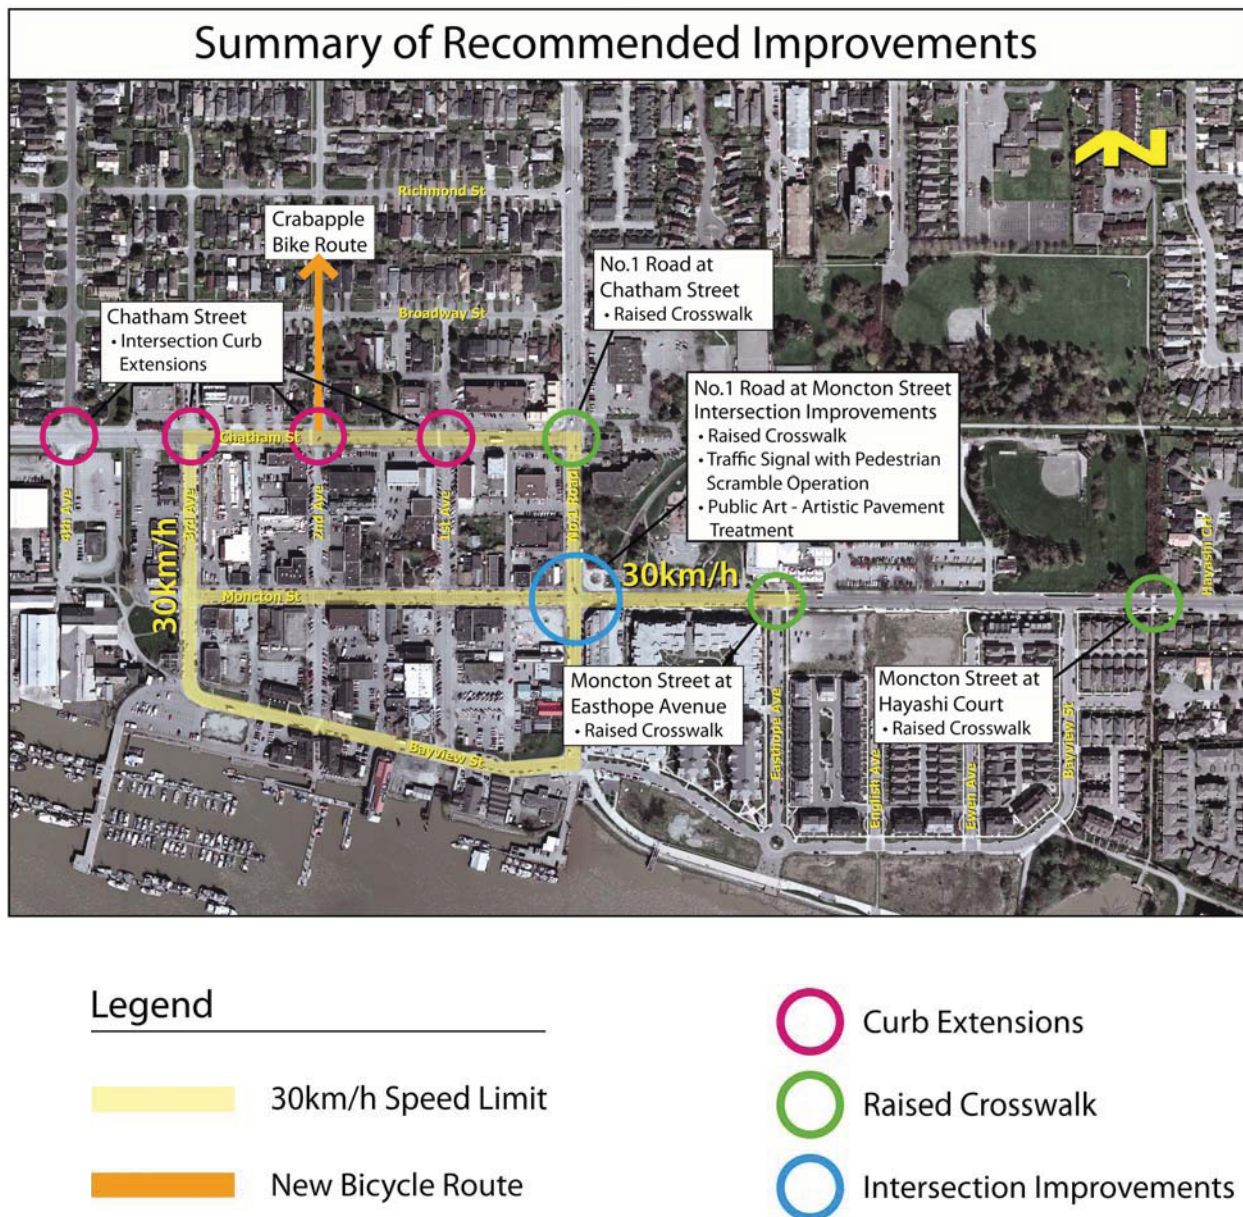 Summary of Recommended Improvements
N
Richmond St
Crabapple
Bike Route
No.1 Road at
Chatham Street
• Raised Crosswalk
Broadway St
Chatham Street
• Intersection Curb
Extensions
No.1 Road at Moncton Street
Intersection Improvements
• Raised Crosswalk
• Traffic Signal with Pedestrian
Scramble Operation
• Public Art - Artistic Pavement
Treatment
Chatham St
4th Ave
3rd Ave
2nd Ave
1st Ave
No.1 Road
Hayashi Crt
30km/h
30km/h
Moncton St
Moncton Street at
Easthope Avenue
• Raised Crosswalk
Moncton Street at
Hayashi Court
• Raised Crosswalk
Bayview St
Easthope Ave
English Ave
Ewen Ave
Bayview St
Legend
30km/h Speed Limit
New Bicycle Route
Curb Extensions
Raised Crosswalk
Intersection Improvements